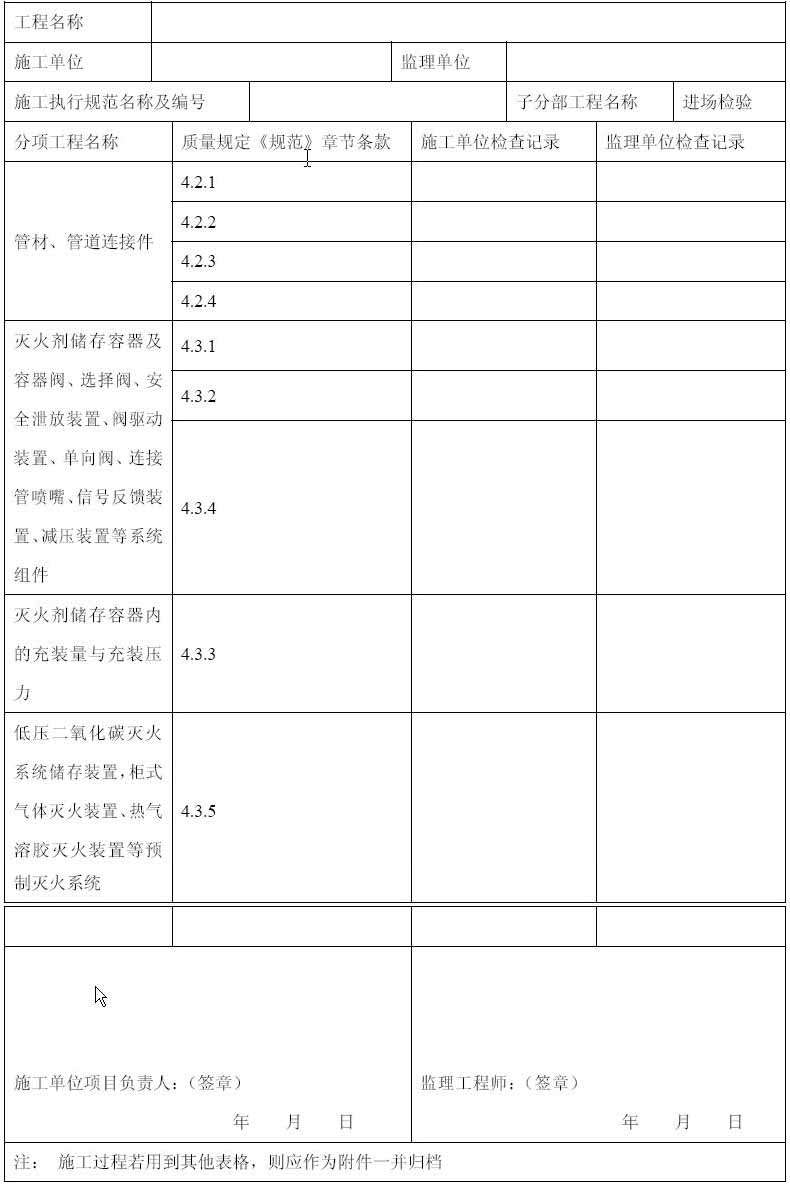 工程名称
施工单位 监理单位
施工执行规范名称及编号 子分部工程名称 进场检验
分项工程名称 质量规定《规范》章节条款 施工单位检查记录 监理单位检查记录
管材、管道连接件
4.2.1
4.2.2
4.2.3
4.2.4
灭火剂储存容器及
容器阀、选择阀、安
全泄放装置、阀驱动
装置、单向阀、连接
管喷嘴、信号反馈装
置、减压装置等系统
组件
4.3.1
4.3.2
4.3.4
灭火剂储存容器内
的充装量与充装压
力
4.3.3
低压二氧化碳灭火
系统储存装置，柜式
气体灭火装置、热气
溶胶灭火装置等预
制灭火系统
4.3.5
施工单位项目负责人：（签章） 监理工程师：（签章）
年 月 日 年 月 日
注： 施工过程若用到其他表格，则应作为附件一并归档